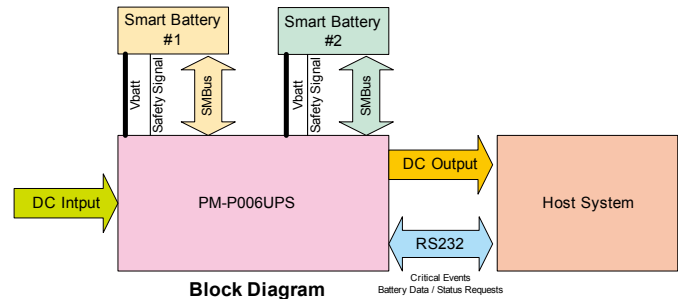 Smart Battery
#1
Smart Battery
#2
Vbatt
Safety Signal
SMBus
Vbatt
Safety Signal
SMBus
DC Intput
PM-P006UPS
DC Output
RS232
Host System
Critical Events
Battery Data / Status Requests
Block Diagram